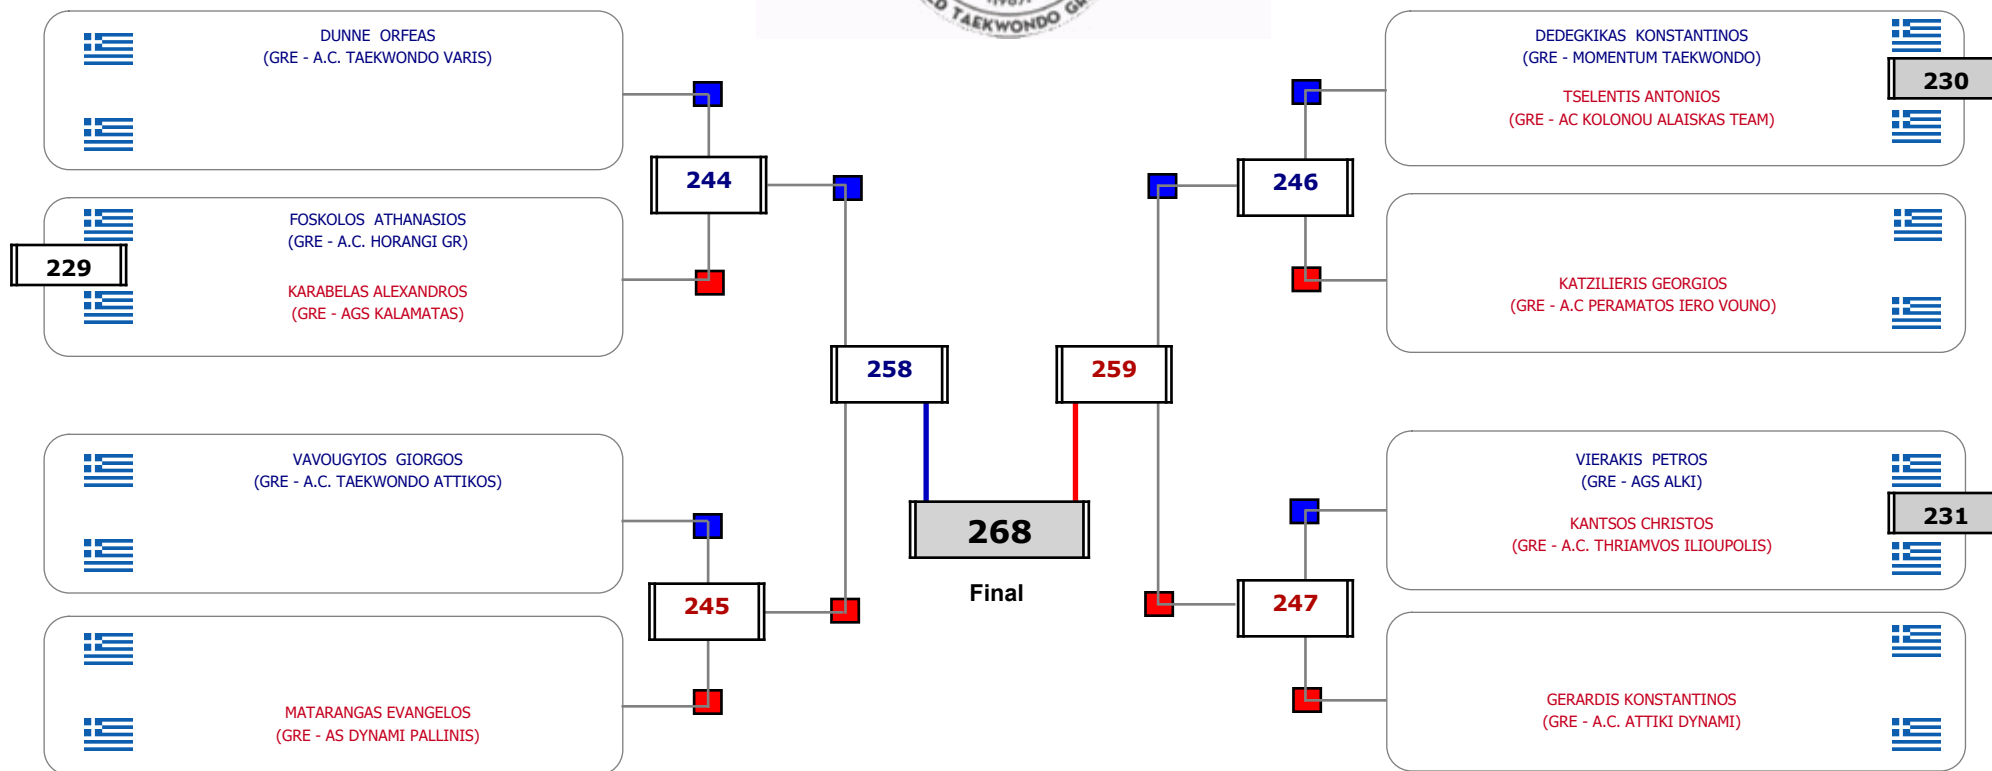 TAEKWONDO
DUNNE ORFEAS
(GRE - A.C. TAEKWONDO VARIS)
229
FOSKOLOS ATHANASIOS
(GRE - A.C. HORANGI GR)
KARABELAS ALEXANDROS
(GRE - AGS KALAMATAS)
VAVOUGYIOS GIORGOS
(GRE - A.C. TAEKWONDO ATTIKOS)
MATARANGAS EVANGELOS
(GRE - AS DYNAMI PALLINIS)
244
245
258
268
Final
259
246
247
DEDEGKIKAS KONSTANTINOS
(GRE - MOMENTUM TAEKWONDO)
TSELENTIS ANTONIOS
(GRE - AC KOLONOU ALAISKAS TEAM)
230
KATZILIERIS GEORGIOS
(GRE - A.C PERAMATOS IERO VOUNO)
VIERAKIS PETROS
(GRE - AGS ALKI)
KANTSOS CHRISTOS
(GRE - A.C. THRIAMVOS ILIOUPOLIS)
231
GERARDIS KONSTANTINOS
(GRE - A.C. ATTIKI DYNAMI)